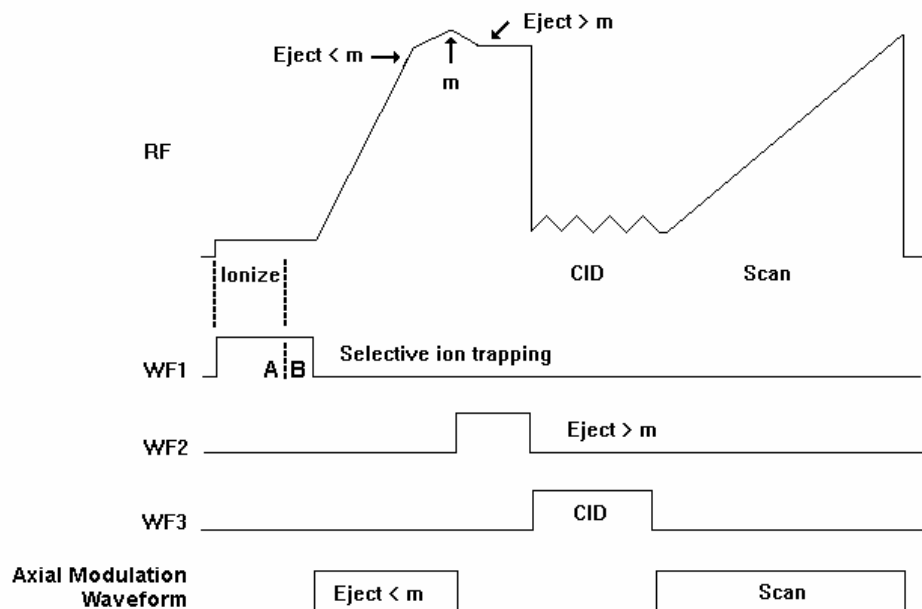 Eject > m
Eject < m
m
RF
Ionize
CID
Scan
Selective ion trapping
WF1
A
B
WF2
Eject > m
WF3
CID
Axial Modulation
Waveform
Eject < m
Scan